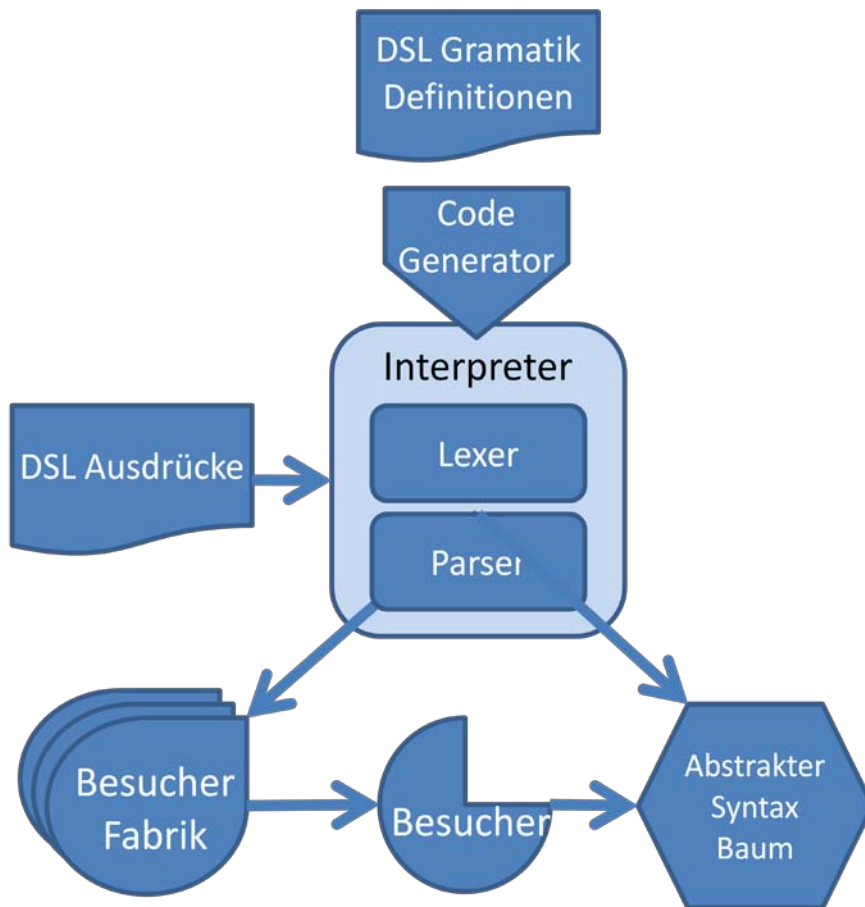 DSL Gramatik
Definitionen
Code
Generator
Interpreter
Lexer
DSL Ausdrücke
Parser
Besucher
Fabrik
Besucher
Abstrakter
Syntax
Baum